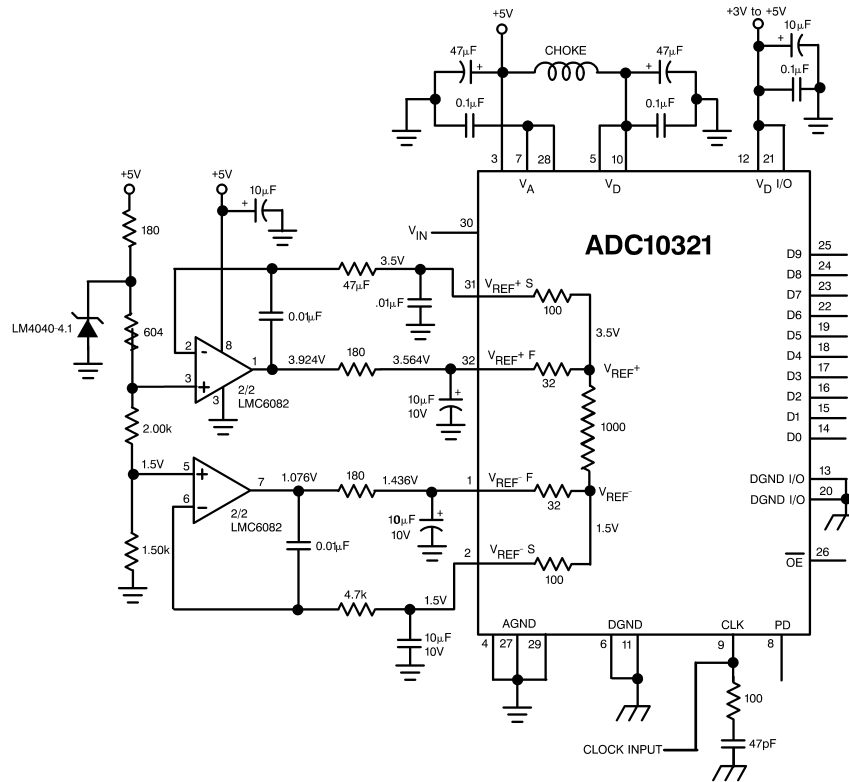 +5V
+3V to +5V
10µF
+
47µF
+
CHOKE
47µF
+
0.1µF
0.1µF
0.1µF
3
7
28
5
10
12
21
VA
VD
VD I/O
+5V
+5V
10µF
+
180
VIN
30
ADC10321
D9
25
D8
24
D7
23
D6
22
D5
19
D4
18
D3
17
D2
16
D1
15
D0
14
3.5V
47µF
.01µF
31
VREF+ S
100
3.5V
LM4040-4.1
604
0.01µF
2
-
8
1
3.924V
180
3.564V
32
VREF+ F
32
VREF+
3
+
3
2/2
LMC6082
10µF
10V
+
1000
2.00k
1.5V
5
+
7
1.076V
180
1.436V
1
VREF- F
32
VREF-
6
-
2/2
LMC6082
10µF
10V
+
1.5V
DGND I/O
13
DGND I/O
20
1.50k
0.01µF
2
VREF- S
100
OE
26
4.7k
1.5V
10µF
10V
AGND
DGND
CLK
PD
4
27
29
6
11
9
8
100
CLOCK INPUT
47pF